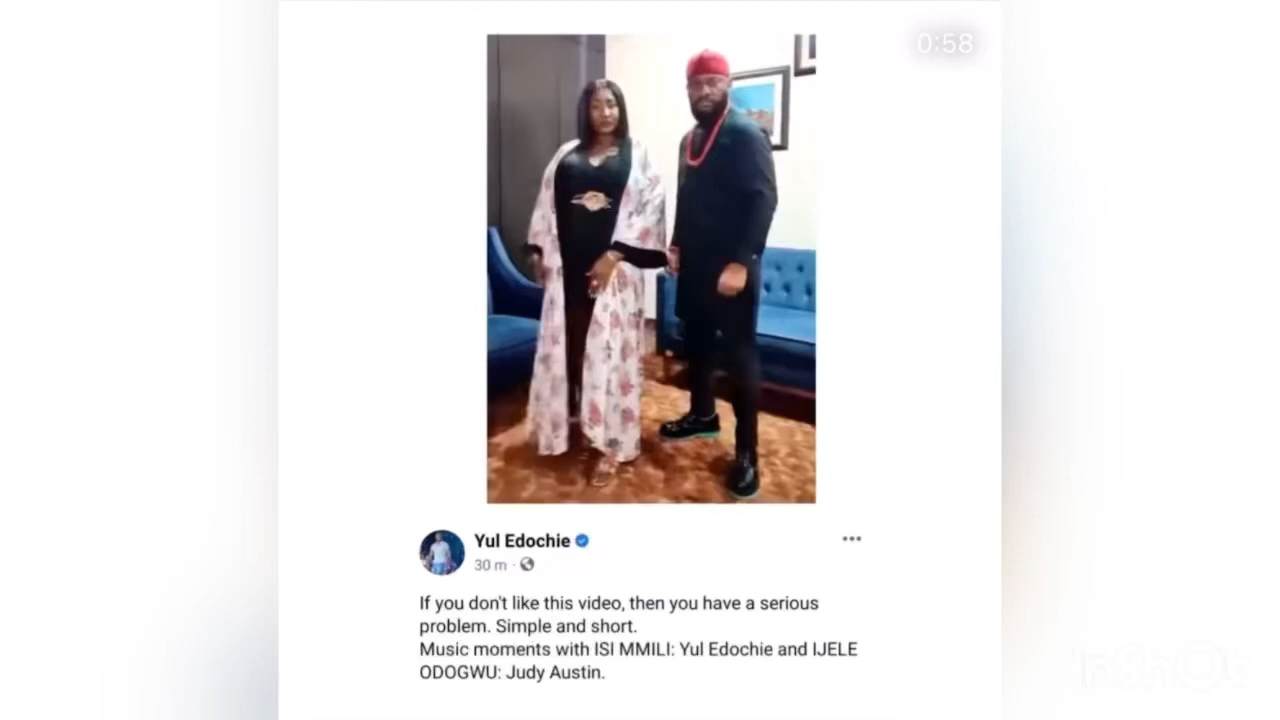 0:58
Yul Edochie
30 m ·
If you don't like this video, then you have a serious
problem. Simple and short.
Music moments with ISI MMILI: Yul Edochie and IJELE
ODOGWU: Judy Austin.
InShOt